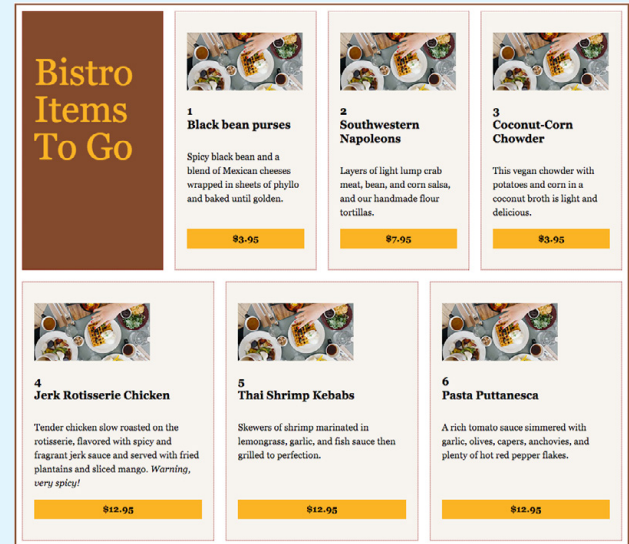 Bistro
Items
To Go
1
Black bean purses
Spicy black bean and a
blend of Mexican cheeses
wrapped in sheets of phyllo
and baked until golden.
$3.95
2
Southwestern
Napoleons
Layers of light lump crab
meat, bean, and corn salsa,
and our handmade flour
tortillas.
$7.95
3
Coconut-Corn
Chowder
This vegan chowder with
potatoes and corn in a
coconut broth is light and
delicious.
$3.95
4
Jerk Rotisserie Chicken
Tender chicken slow roasted on the
rotisserie, flavored with spicy and
fragrant jerk sauce and served with fried
plantains and sliced mango. Warning,
very spicy!
$12.95
5
Thai Shrimp Kebabs
Skewers of shrimp marinated in
lemongrass, garlic, and fish sauce then
grilled to perfection.
$12.95
6
Pasta Puttanesca
A rich tomato sauce simmered with
garlic, olives, capers, anchovies, and
plenty of hot red pepper flakes.
$12.95